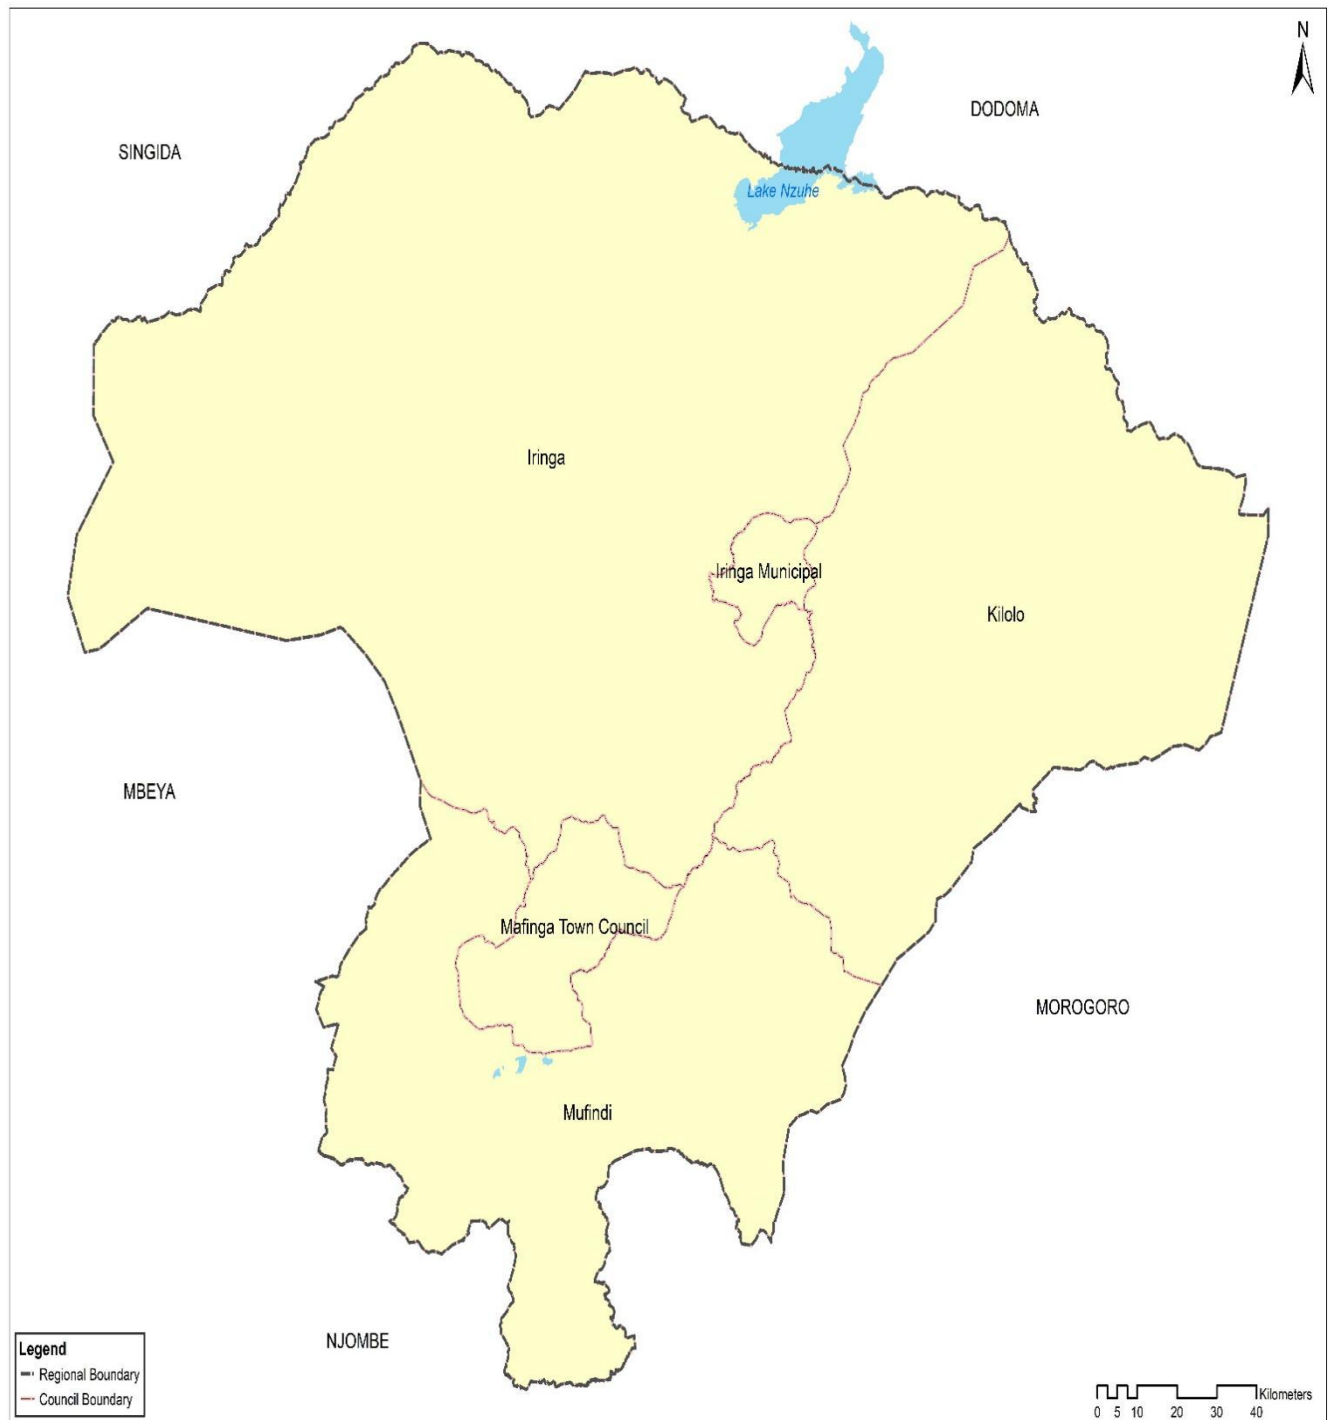 N
DODOMA
SINGIDA
Lake Nzuhe
Iringa
Iringa Municipal
Kilolo
MBEYA
Mafinga Town Council
MOROGORO
Mufindi
NJOMBE
Legend
Regional Boundary
Council Boundary
Kilometers
0 5 10 20 30 40